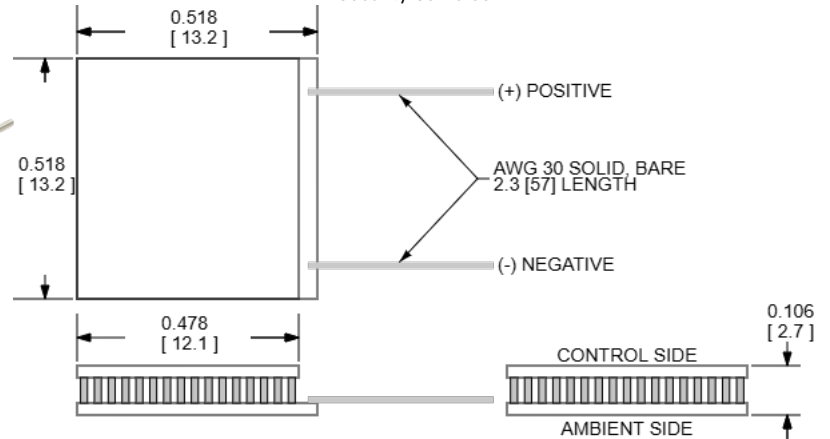 0.518
[ 13.2 ]
(+) POSITIVE
0.518
[ 13.2 ]
AWG 30 SOLID, BARE
2.3 [57] LENGTH
(-) NEGATIVE
0.478
[ 12.1 ]
0.106
[ 2.7 ]
CONTROL SIDE
AMBIENT SIDE